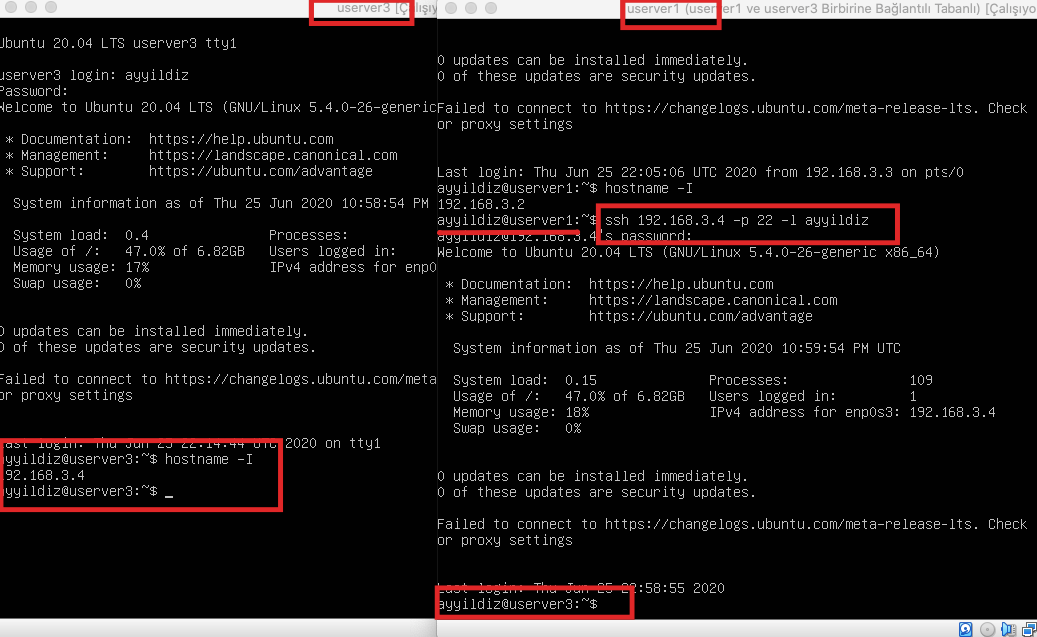 userver3 [Çalışıy
Ubuntu 20.04 LTS userver3 tty1
userver3 login: ayyildiz
Password:
Welcome to Ubuntu 20.04 LTS (GNU/Linux 5.4.0-26-generic
* Documentation:  https://help.ubuntu.com
* Management:     https://landscape.canonical.com
* Support:        https://ubuntu.com/advantage
System information as of Thu 25 Jun 2020 10:58:54 PM
System load:  0.4                Processes:
Usage of /:   47.0% of 6.82GB   Users logged in:
Memory usage: 17%               IPv4 address for enp0
Swap usage:   0%
0 updates can be installed immediately.
0 of these updates are security updates.
Failed to connect to https://changelogs.ubuntu.com/meta
or proxy settings
Last login: Thu Jun 25 22:14:44 UTC 2020 on tty1
ayyildiz@userver3:~$ hostname -I
192.168.3.4
ayyildiz@userver3:~$ _
userver1 (userver1 ve userver3 Birbirine Bağlantılı Tabanlı) [Çalışıyo
0 updates can be installed immediately.
0 of these updates are security updates.
Failed to connect to https://changelogs.ubuntu.com/meta-release-lts. Check
or proxy settings
Last login: Thu Jun 25 22:05:06 UTC 2020 from 192.168.3.3 on pts/0
ayyildiz@userver1:~$ hostname -I
192.168.3.2
ayyildiz@userver1:~$ ssh 192.168.3.4 -p 22 -l ayyildiz
ayyildiz@192.168.3.4's password:
Welcome to Ubuntu 20.04 LTS (GNU/Linux 5.4.0-26-generic x86_64)
* Documentation:  https://help.ubuntu.com
* Management:     https://landscape.canonical.com
* Support:        https://ubuntu.com/advantage
System information as of Thu 25 Jun 2020 10:59:54 PM UTC
System load:  0.15              Processes:               109
Usage of /:   47.0% of 6.82GB   Users logged in:         1
Memory usage: 18%               IPv4 address for enp0s3: 192.168.3.4
Swap usage:   0%
0 updates can be installed immediately.
0 of these updates are security updates.
Failed to connect to https://changelogs.ubuntu.com/meta-release-lts. Check
or proxy settings
Last login: Thu Jun 25 22:58:55 2020
ayyildiz@userver3:~$